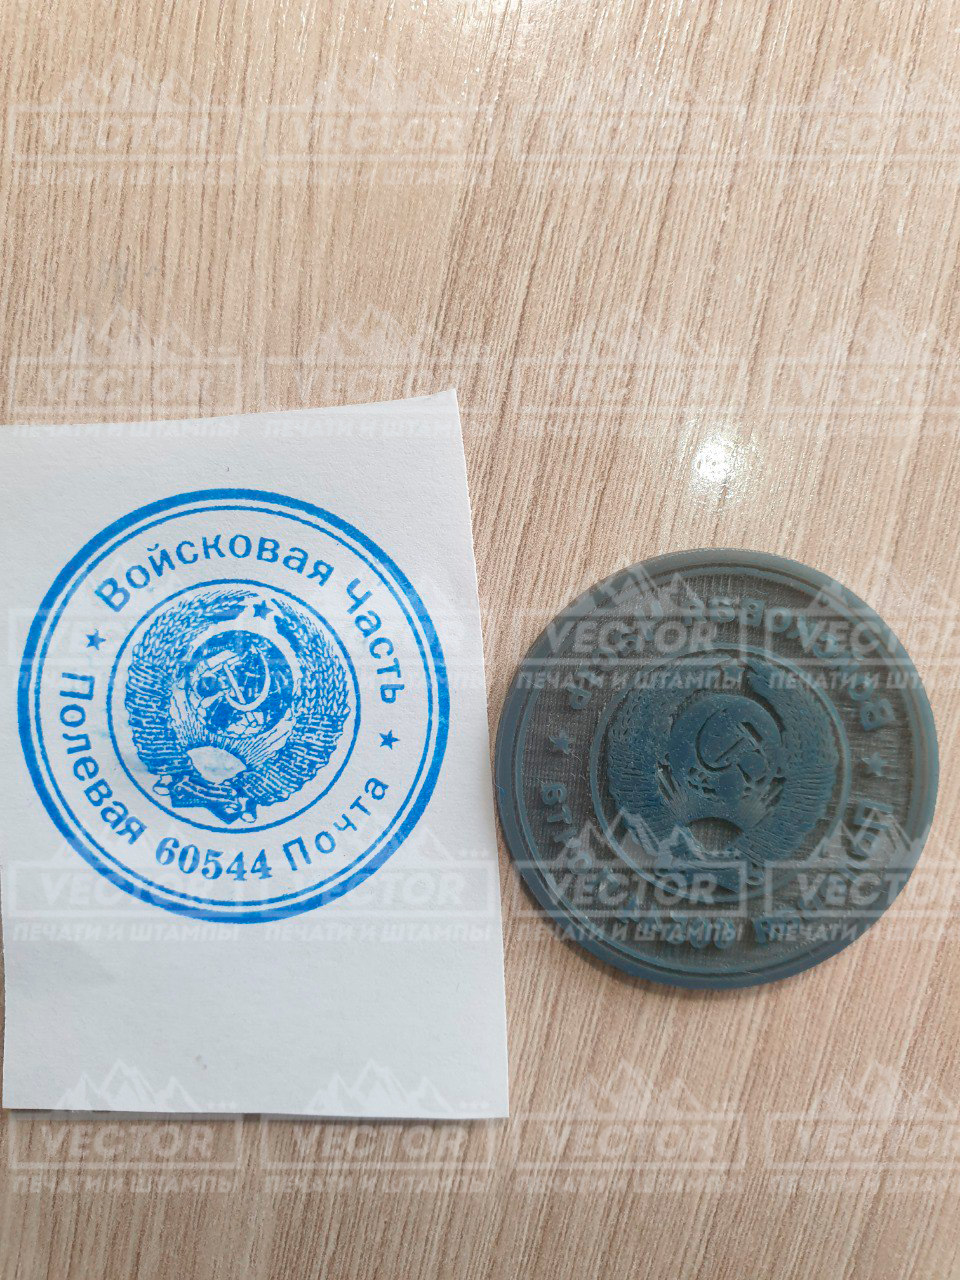 Войсковая часть
Полевая 60544 Почта
VECTOR
ПЕЧАТИ И ШТАМПЫ